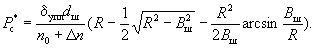 P_c^* = \frac{\delta_{упл} d_{ш}}{n_0 + \Delta n} (R - \frac{1}{2} \sqrt{R^2 - B_{ш}^2} - \frac{R^2}{2B_{ш}} \arcsin \frac{B_{ш}}{R}).